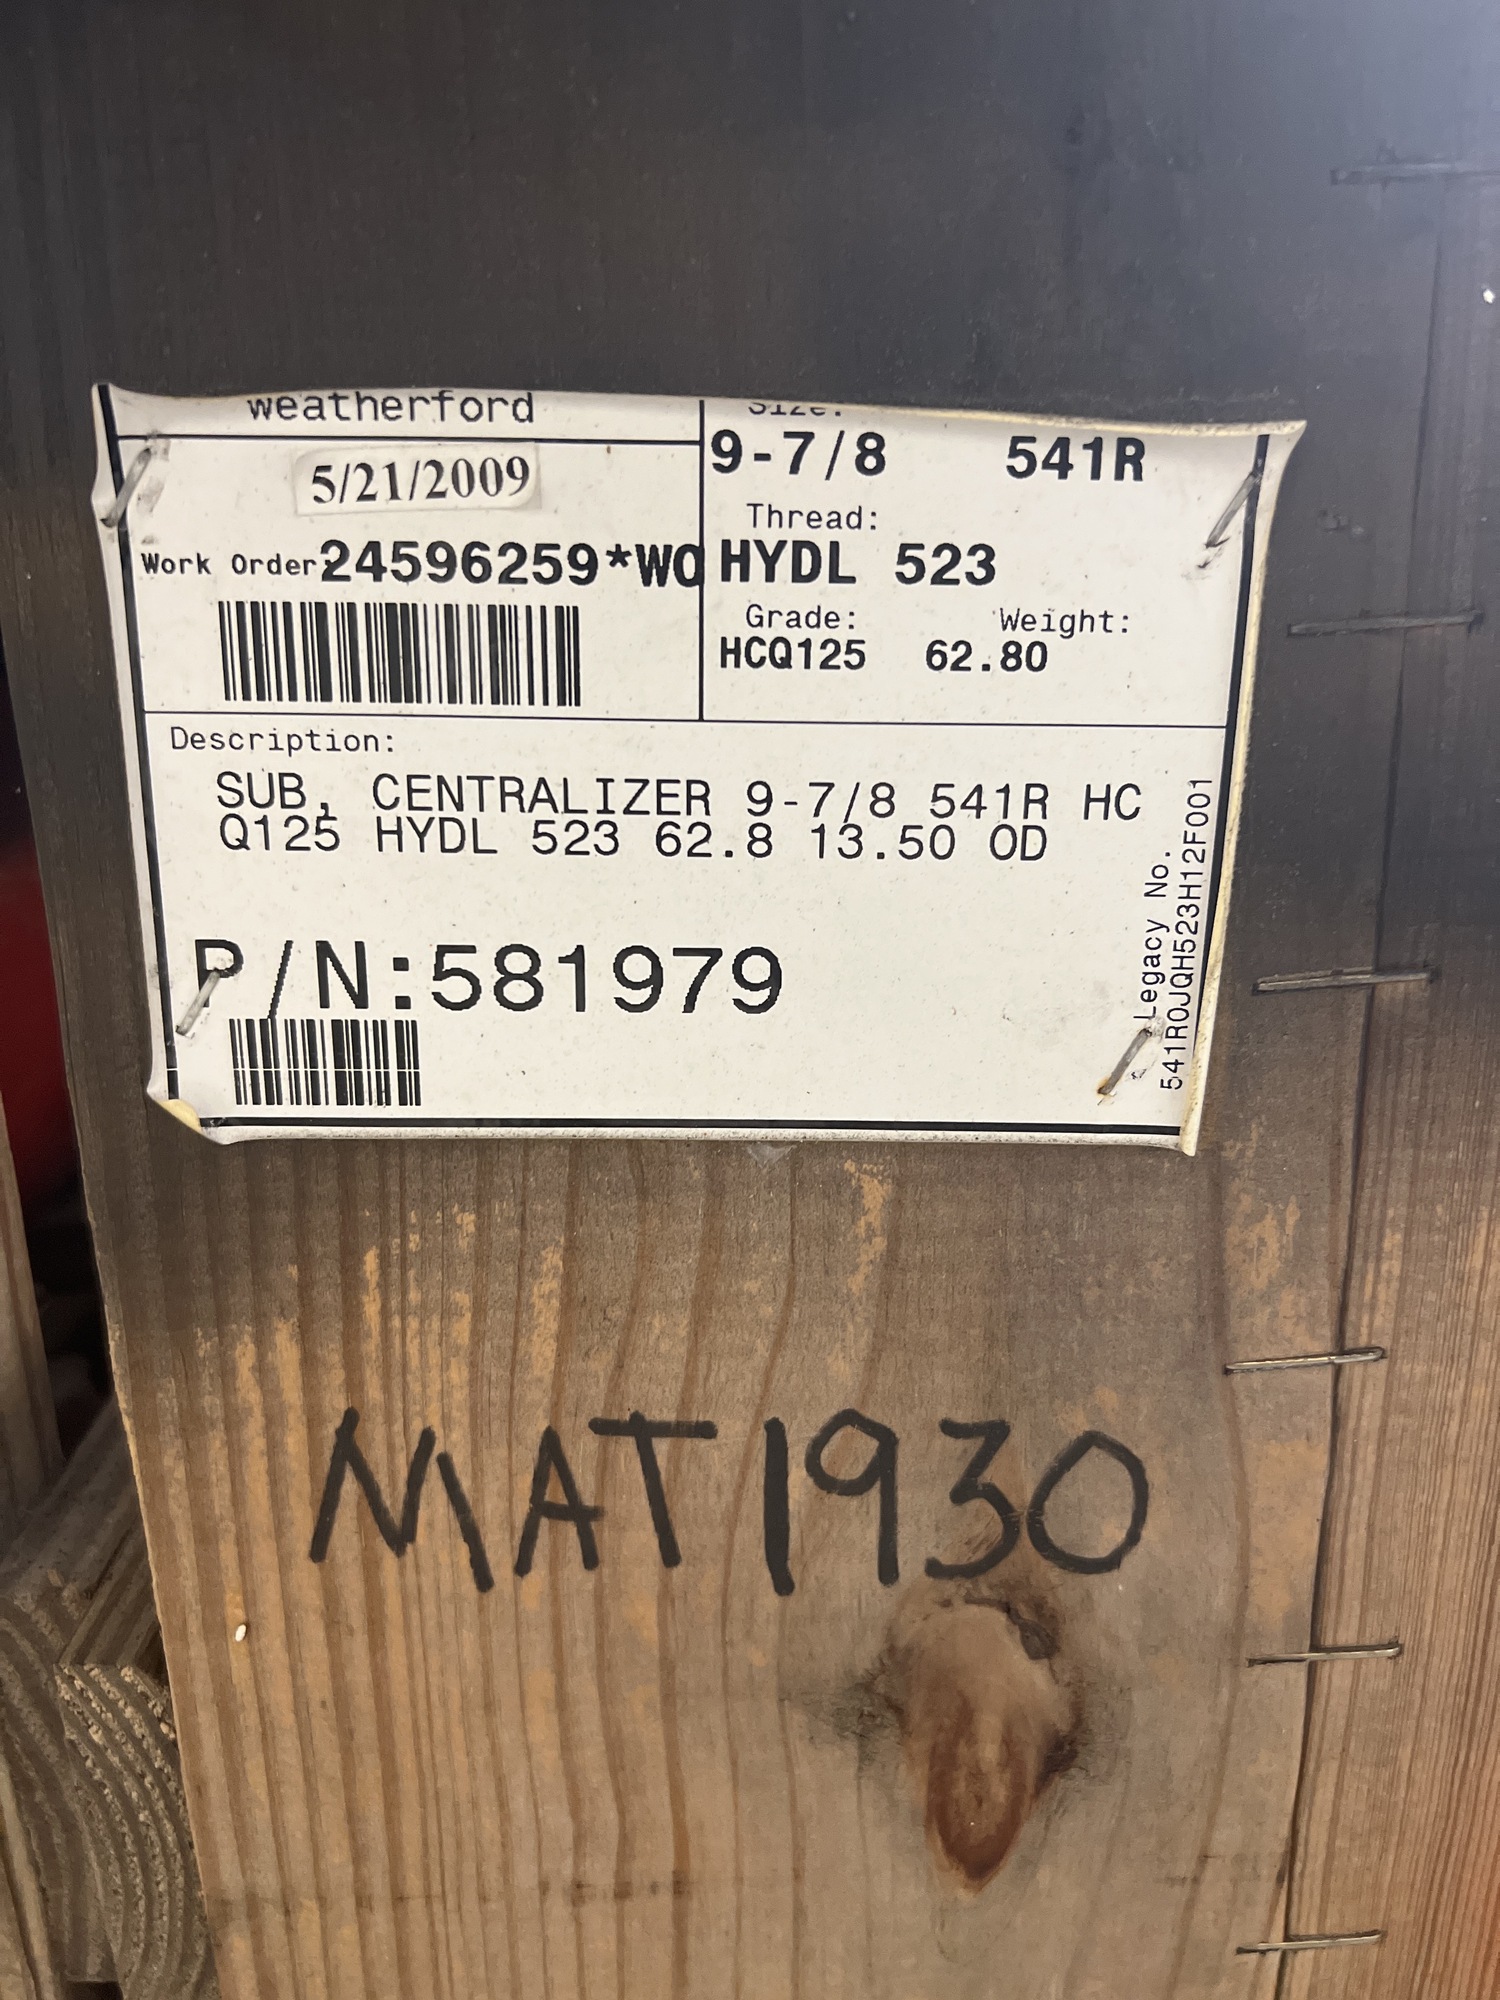 weatherford
5/21/2009
Work Order: 24596259*WO
Size:
9-7/8 541R
Thread:
HYDL 523
Grade: Weight:
HCQ125 62.80
Description:
SUB, CENTRALIZER 9-7/8 541R HC
Q125 HYDL 523 62.8 13.50 OD
P/N:581979
Legacy No.
541R0JQH523H12F001
MAT1930